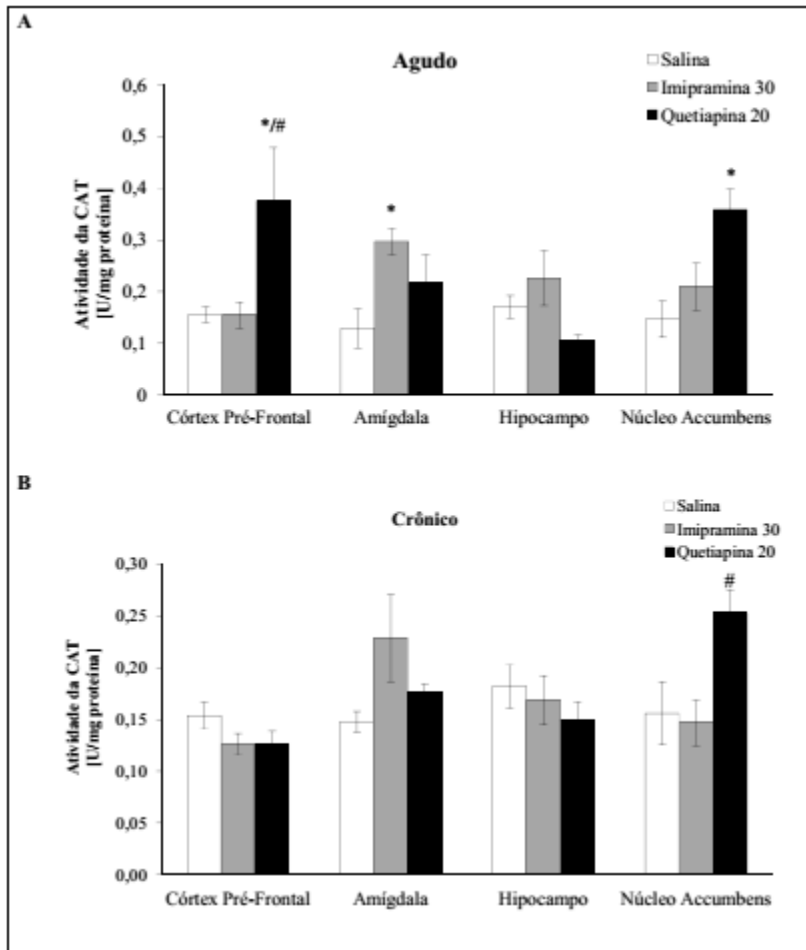 A
Agudo
Salina
Imipramina 30
Quetiapina 20
Atividade da CAT
[U/mg proteína]
0,6
0,5
0,4
0,3
0,2
0,1
0
*/#
*
*
Córtex Pré-Frontal
Amígdala
Hipocampo
Núcleo Accumbens
B
Crônico
Salina
Imipramina 30
Quetiapina 20
Atividade da CAT
[U/mg proteína]
0,30
0,25
0,20
0,15
0,10
0,05
0,00
#
Córtex Pré-Frontal
Amígdala
Hipocampo
Núcleo Accumbens